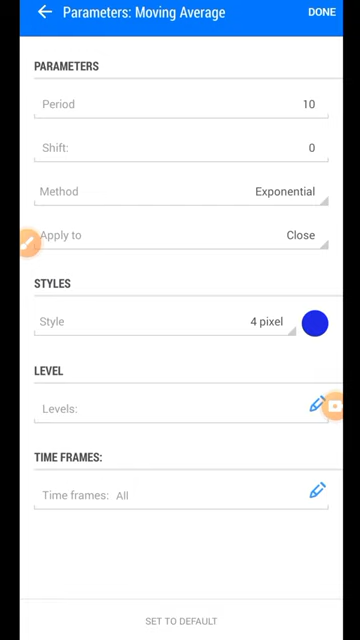 Parameters: Moving Average DONE
PARAMETERS
Period 10
Shift: 0
Method Exponential
Apply to Close
STYLES
Style 4 pixel
LEVEL
Levels:
TIME FRAMES:
Time frames: All
SET TO DEFAULT